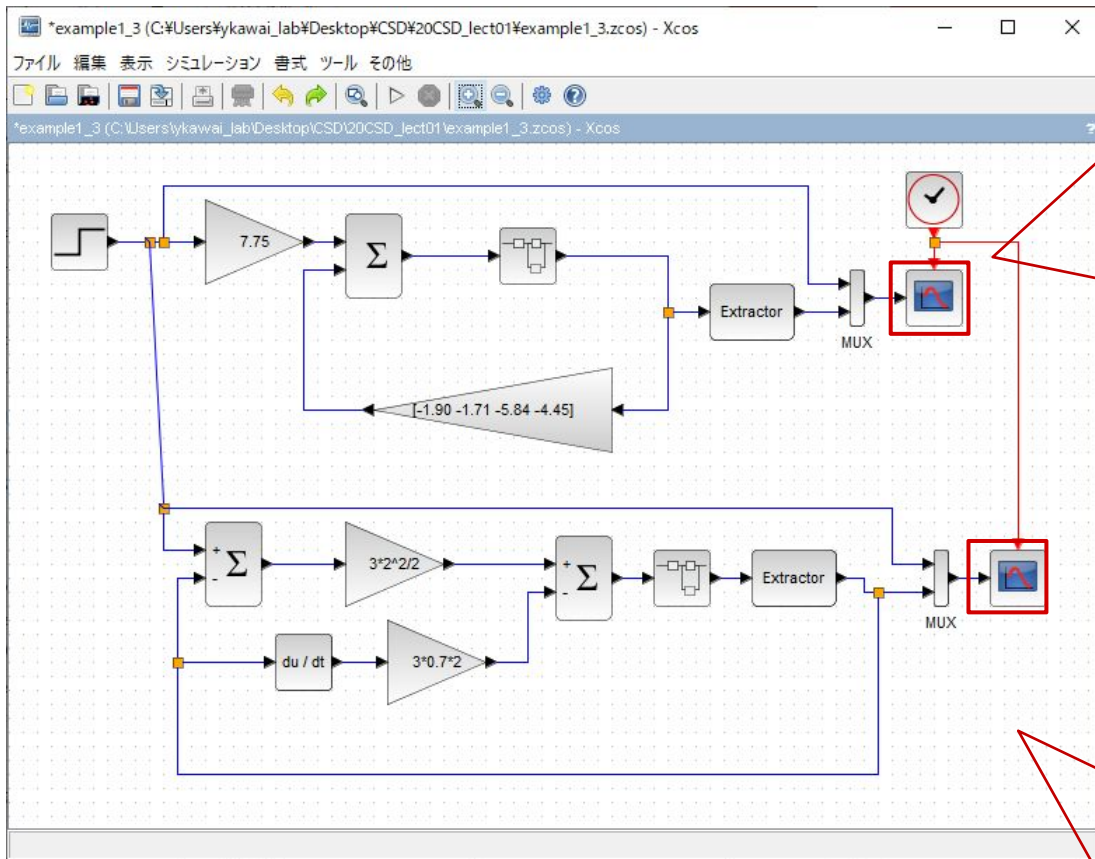 *example1_3 (C:¥Users¥ykawai_lab¥Desktop¥CSD¥20CSD_lect01¥example1_3.zcos) - Xcos
ファイル 編集 表示 シミュレーション 書式 ツール その他
*example1_3 (C:\Users\ykawai_lab\Desktop\CSD\20CSD_lect01\example1_3.zcos) - Xcos
?
7.75
Σ
Extractor
MUX
[-1.90 -1.71 -5.84 -4.45]
+
-
Σ
3*2^2/2
+
-
Σ
Extractor
MUX
du / dt
3*0.7*2